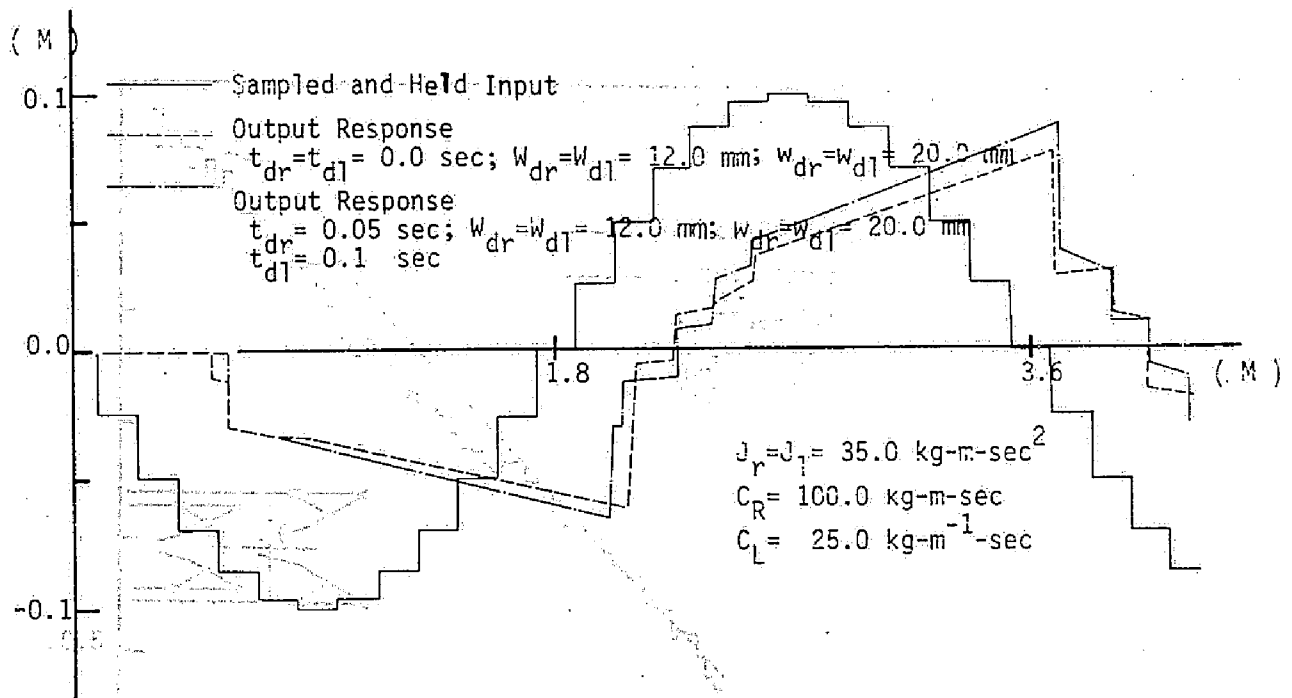 ( M )
0.1
Sampled and Held Input
Output Response
t_dr=t_dl= 0.0 sec; W_dr=W_dl= 12.0 mm; w_dr=w_dl= 20.0 mm
Output Response
t_dr= 0.05 sec; W_dr=W_dl= 12.0 mm; w_dr=w_dl= 20.0 mm
t_dl= 0.1 sec
0.0
1.8
3.6
( M )
J_r=J_l= 35.0 kg-m-sec^2
C_R= 100.0 kg-m-sec
C_L= 25.0 kg-m^-1-sec
-0.1